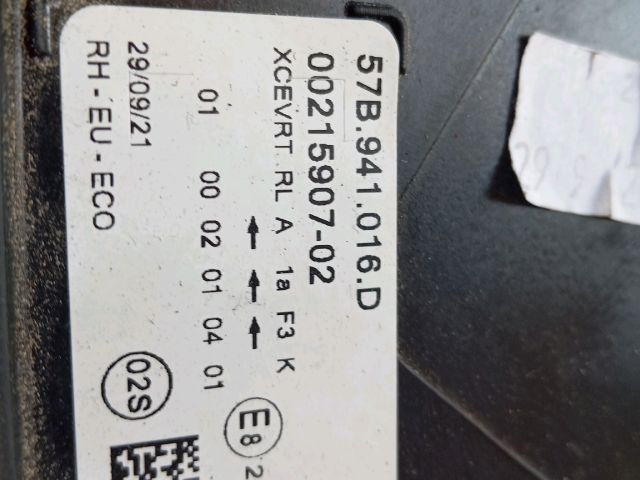 57B.941.016.D
00215907-02
XCEVRT RL A 1a F3 K
← ← ←
01 00 02 01 04 01
E8 2
29/09/21
RH - EU - ECO
02S